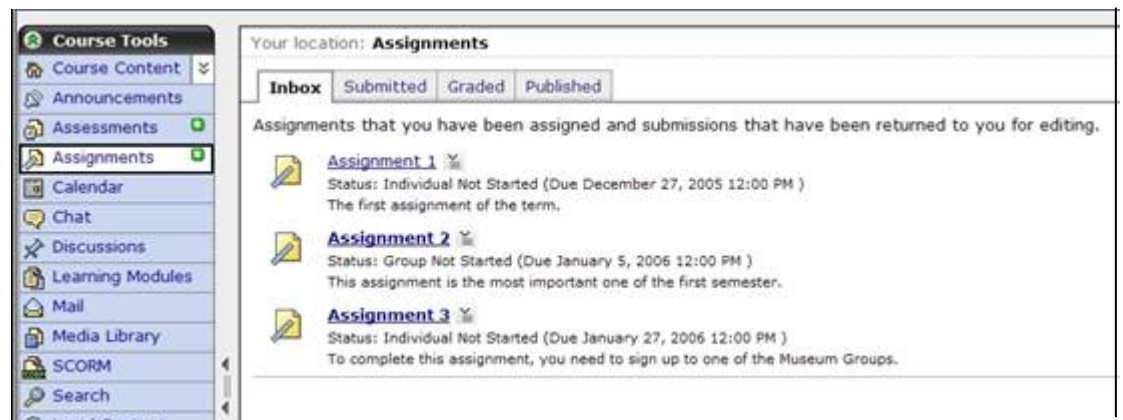 Course Tools
Course Content
Announcements
Assessments
Assignments
Calendar
Chat
Discussions
Learning Modules
Mail
Media Library
SCORM
Search
Your location: Assignments
Inbox Submitted Graded Published
Assignments that you have been assigned and submissions that have been returned to you for editing.
Assignment 1
Status: Individual Not Started (Due December 27, 2005 12:00 PM )
The first assignment of the term.
Assignment 2
Status: Group Not Started (Due January 5, 2006 12:00 PM )
This assignment is the most important one of the first semester.
Assignment 3
Status: Individual Not Started (Due January 27, 2006 12:00 PM )
To complete this assignment, you need to sign up to one of the Museum Groups.